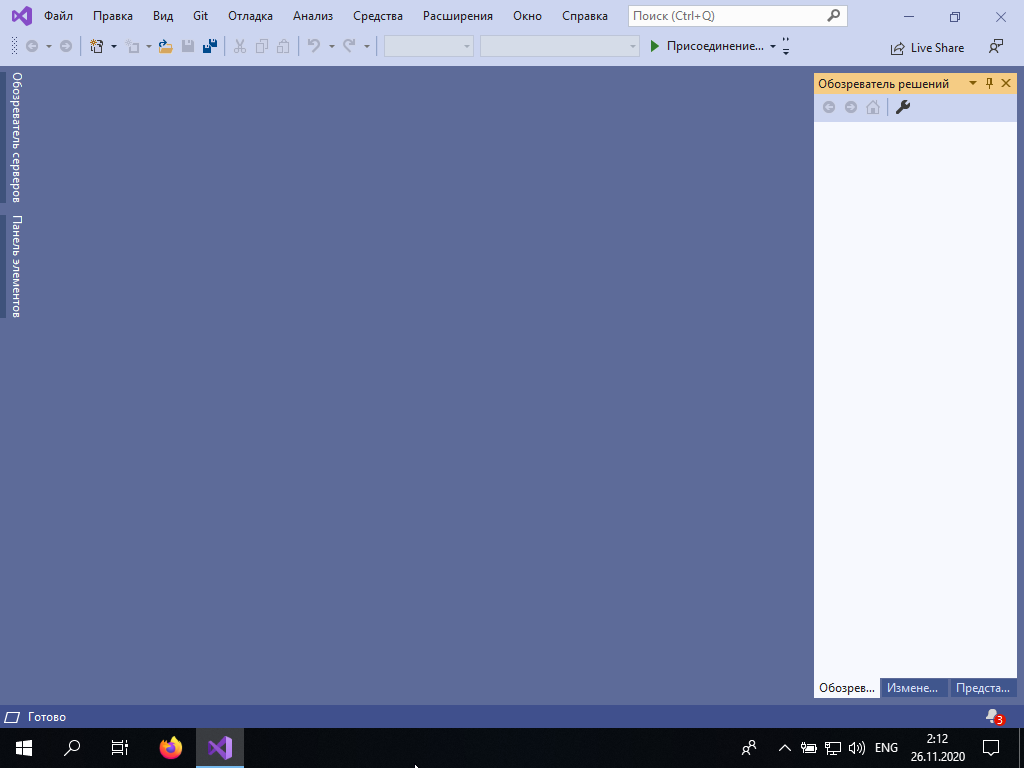 Файл Правка Вид Git Отладка Анализ Средства Расширения Окно Справка Поиск (Ctrl+Q)
Присоединение... Live Share
Обозреватель серверов
Панель элементов
Обозреватель решений
Обозрев... Измене... Предста...
Готово 3
ENG 2:12
26.11.2020